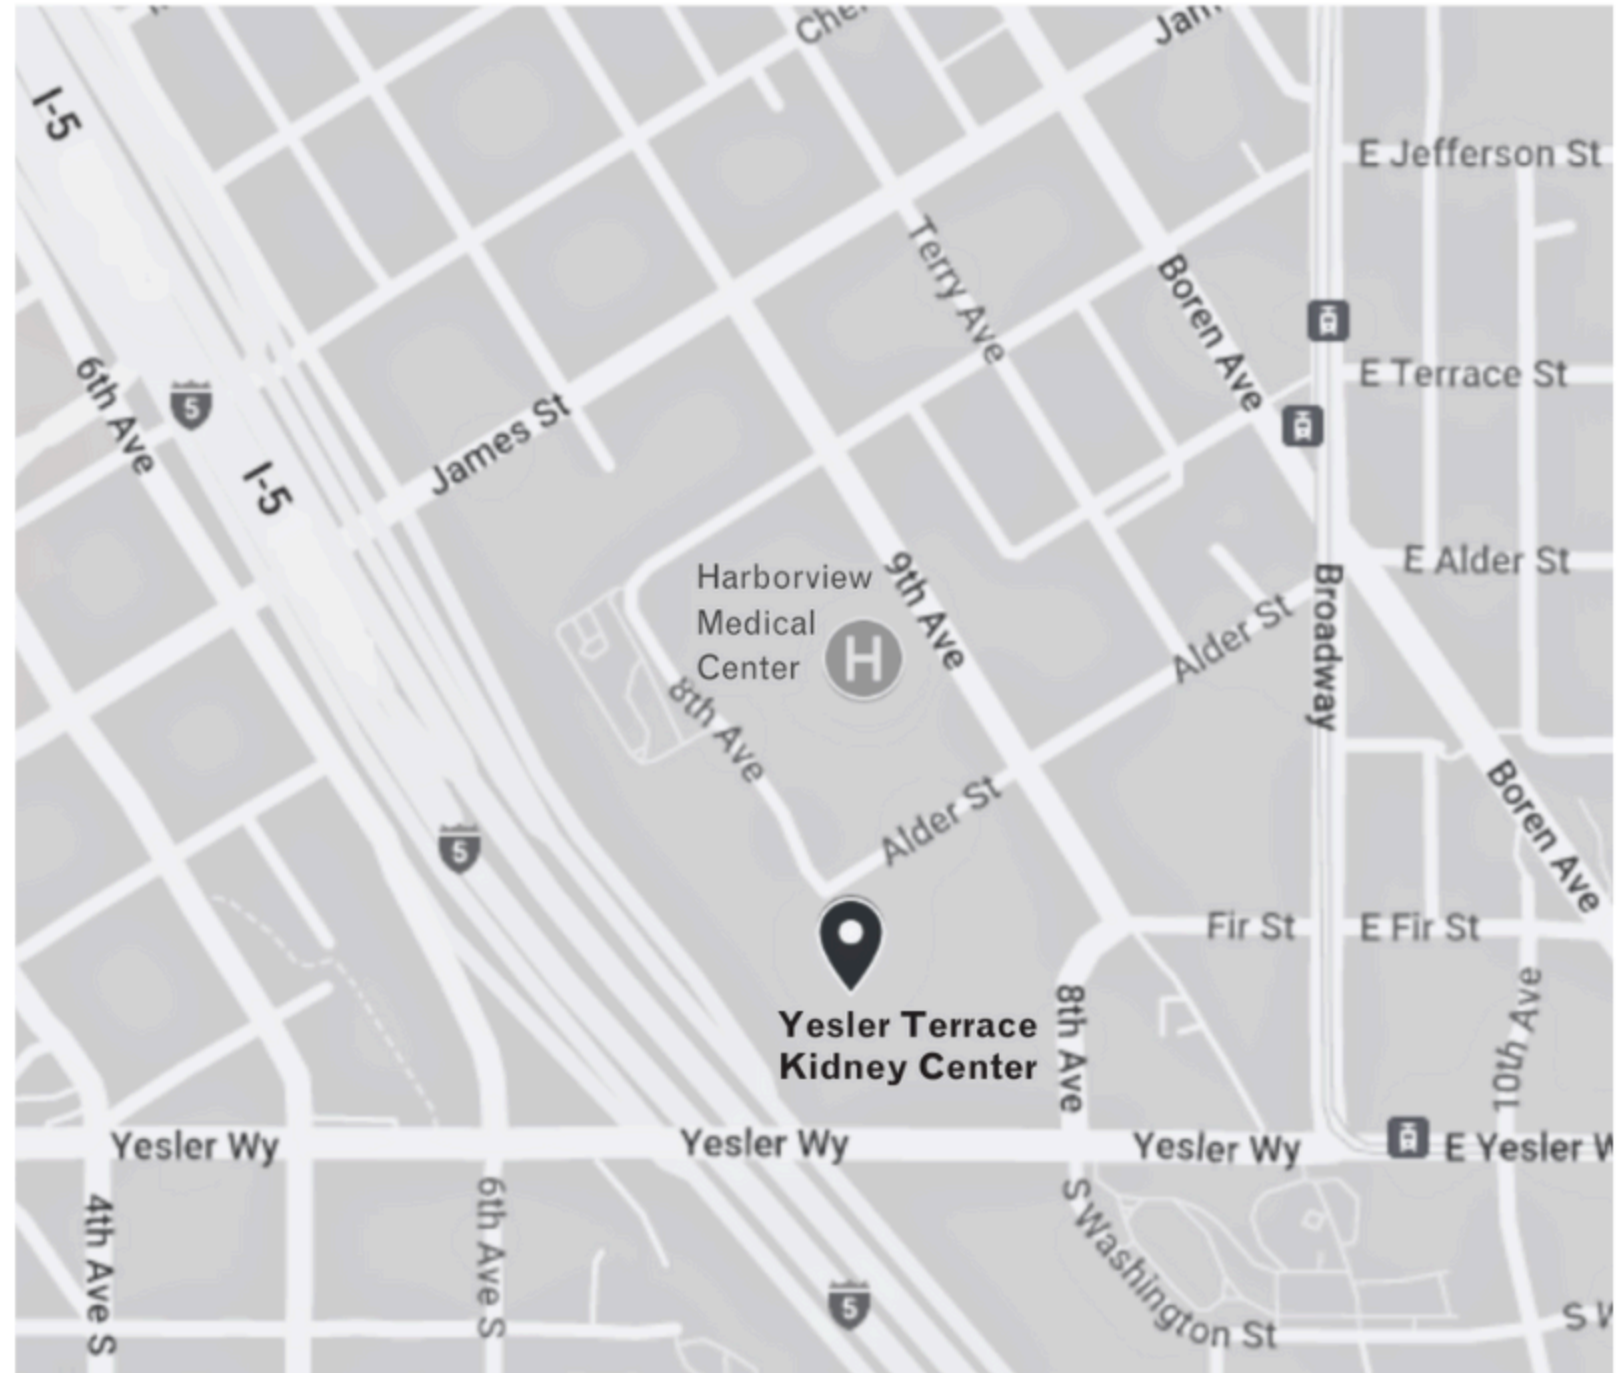 Jam
I-5
E Jefferson St
Terry Ave
Boren Ave
E Terrace St
6th Ave
5
James St
I-5
E Alder St
Harborview
Medical
Center
H
9th Ave
8th Ave
Alder St
Broadway
Alder St
Boren Ave
5
Fir St
E Fir St
Yesler Terrace
Kidney Center
8th Ave
10th Ave
Yesler Wy
Yesler Wy
Yesler Wy
E Yesler W
4th Ave S
6th Ave S
S Washington St
5
S W